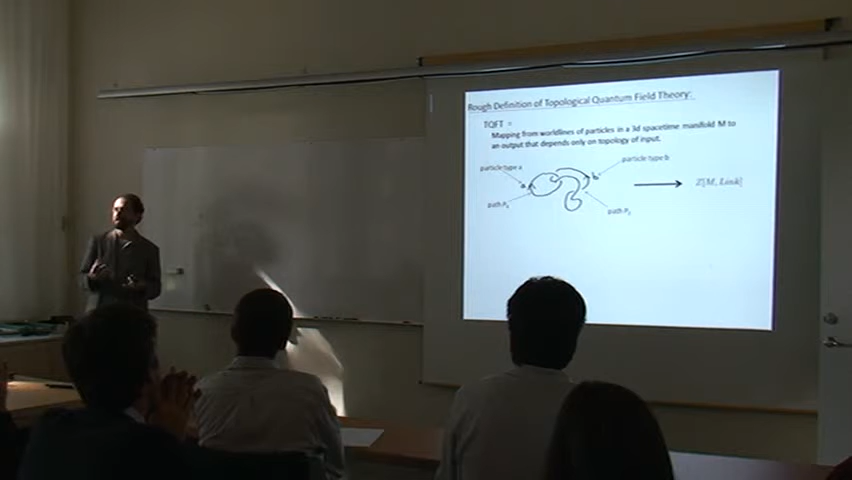 Rough Definition of Topological Quantum Field Theory:
TQFT =
Mapping from worldlines of particles in a 3d spacetime manifold M to
an output that depends only on topology of input.
particle type a
particle type b
b
Z[M, Link]
path P₁
path P₂